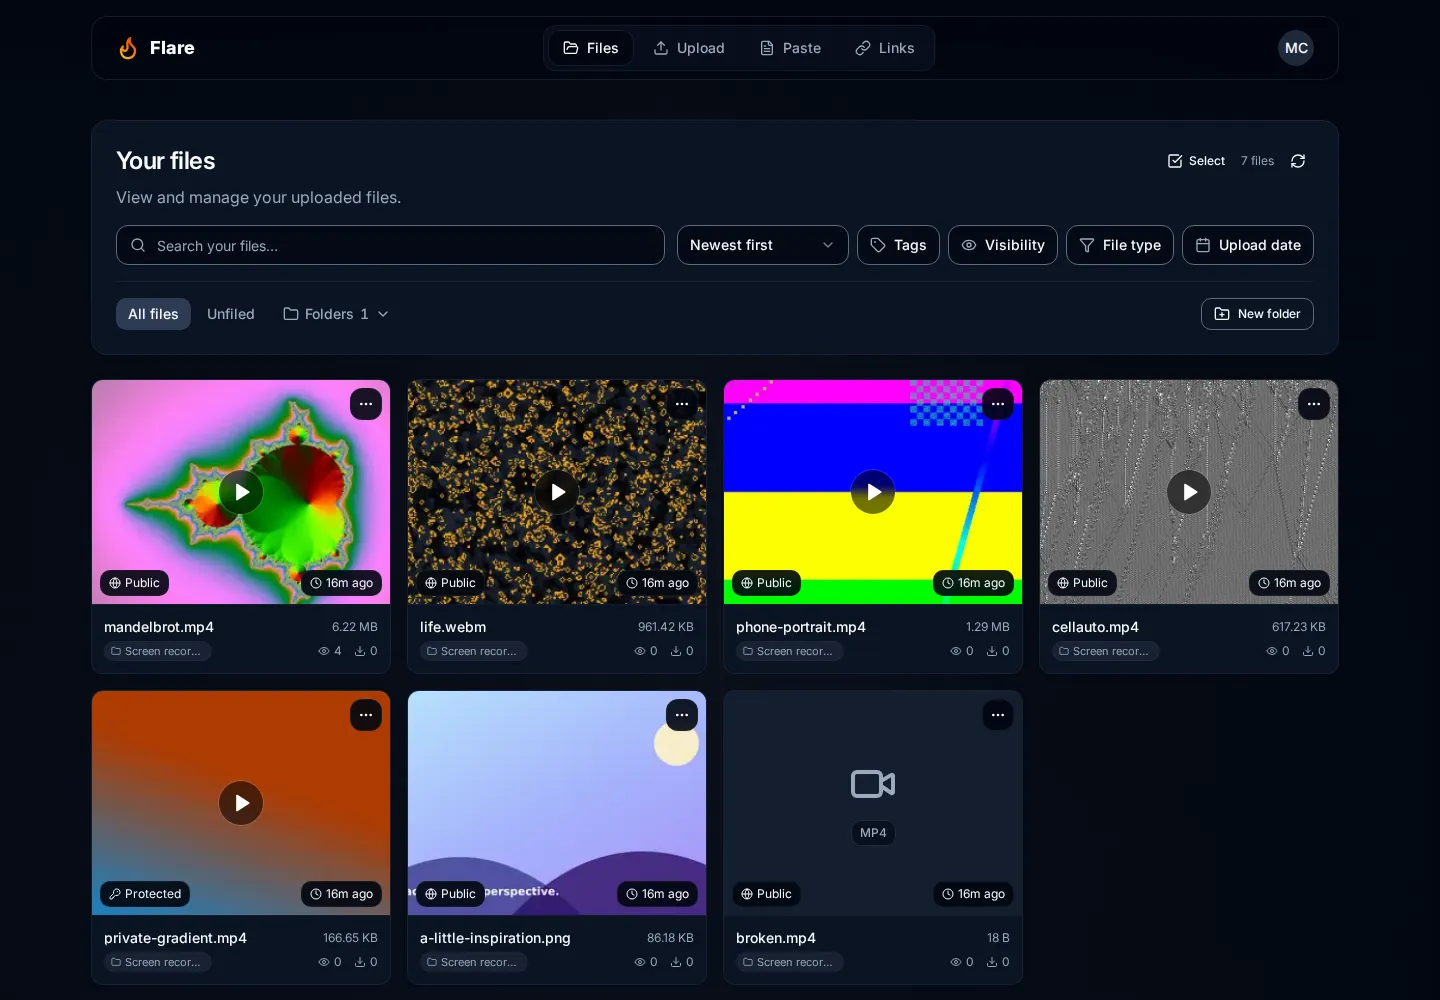 Flare
Files
Upload
Paste
Links
MC
Your files
Select
7 files
View and manage your uploaded files.
Search your files...
Newest first
Tags
Visibility
File type
Upload date
All files
Unfiled
Folders 1
New folder
Public
16m ago
Public
16m ago
Public
16m ago
Public
16m ago
mandelbrot.mp4
6.22 MB
Screen recor...
4
0
life.webm
961.42 KB
Screen recor...
0
0
phone-portrait.mp4
1.29 MB
Screen recor...
0
0
cellauto.mp4
617.23 KB
Screen recor...
0
0
MP4
perspective.
Protected
16m ago
Public
16m ago
Public
16m ago
private-gradient.mp4
166.65 KB
Screen recor...
0
0
a-little-inspiration.png
86.18 KB
Screen recor...
0
0
broken.mp4
18 B
Screen recor...
0
0